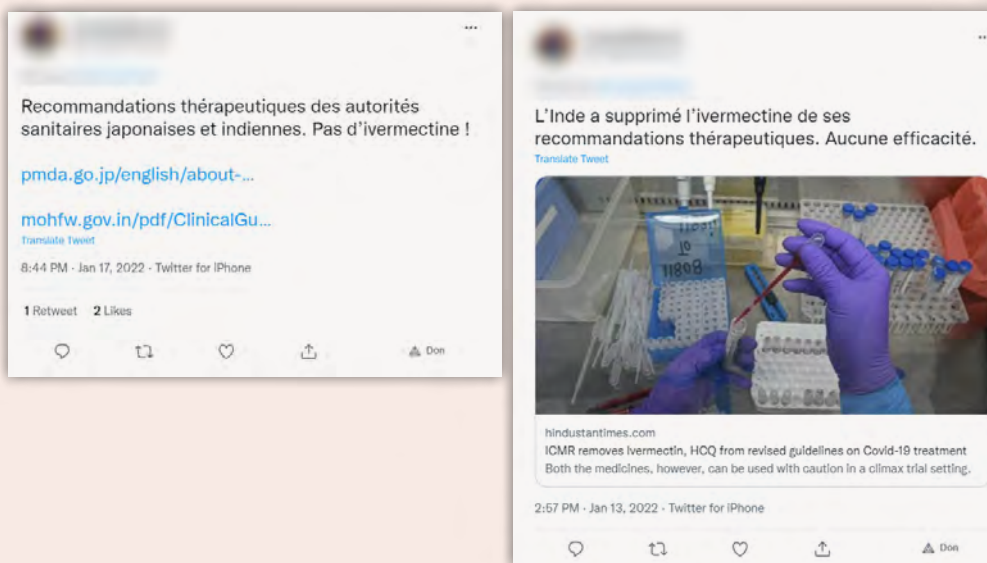 Recommandations thérapeutiques des autorités
sanitaires japonaises et indiennes. Pas d'ivermectine !
pmda.go.jp/english/about-...
mohfw.gov.in/pdf/ClinicalGu...
Translate Tweet
8:44 PM · Jan 17, 2022 · Twitter for iPhone
1 Retweet 2 Likes
Don
L'Inde a supprimé l'ivermectine de ses
recommandations thérapeutiques. Aucune efficacité.
Translate Tweet
hindustantimes.com
ICMR removes Ivermectin, HCQ from revised guidelines on Covid-19 treatment
Both the medicines, however, can be used with caution in a climax trial setting.
2:57 PM · Jan 13, 2022 · Twitter for iPhone
Don